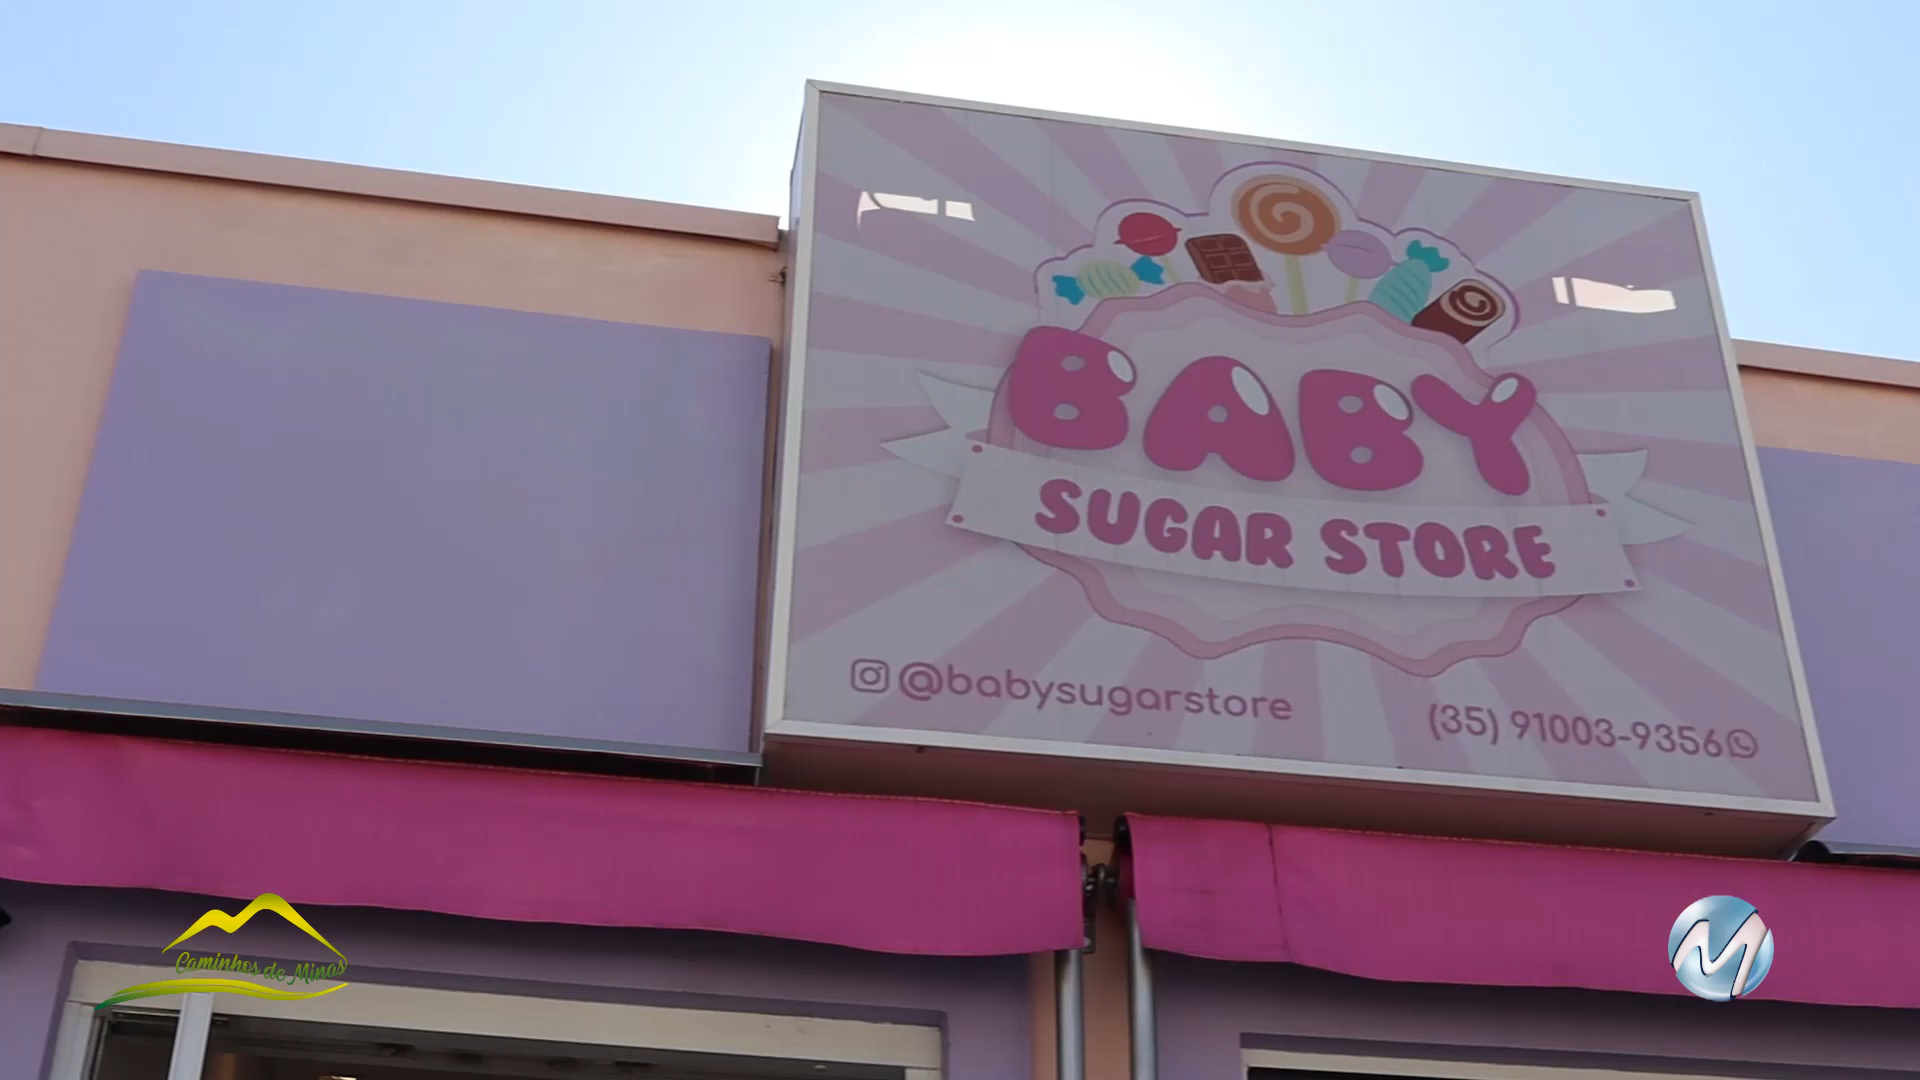 BABY
SUGAR STORE
@babysugarstore
(35) 91003-9356
Caminhos de Minas
M